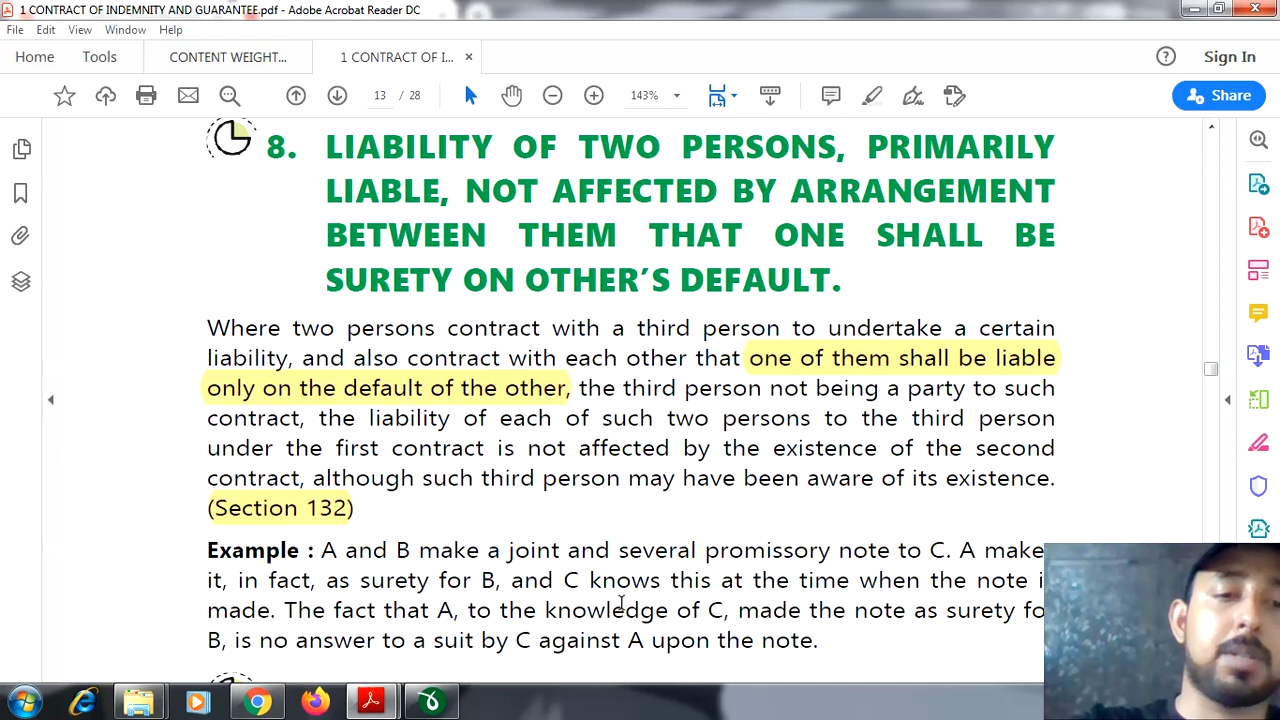 1 CONTRACT OF INDEMNITY AND GUARANTEE.pdf - Adobe Acrobat Reader DC
File Edit View Window Help
Home Tools CONTENT WEIGHT... 1 CONTRACT OF I... × Sign In
13 / 28 143% Share
8. LIABILITY OF TWO PERSONS, PRIMARILY
LIABLE, NOT AFFECTED BY ARRANGEMENT
BETWEEN THEM THAT ONE SHALL BE
SURETY ON OTHER'S DEFAULT.
Where two persons contract with a third person to undertake a certain
liability, and also contract with each other that one of them shall be liable
only on the default of the other, the third person not being a party to such
contract, the liability of each of such two persons to the third person
under the first contract is not affected by the existence of the second
contract, although such third person may have been aware of its existence.
(Section 132)
Example : A and B make a joint and several promissory note to C. A make
it, in fact, as surety for B, and C knows this at the time when the note i
made. The fact that A, to the knowledge of C, made the note as surety fo
B, is no answer to a suit by C against A upon the note.